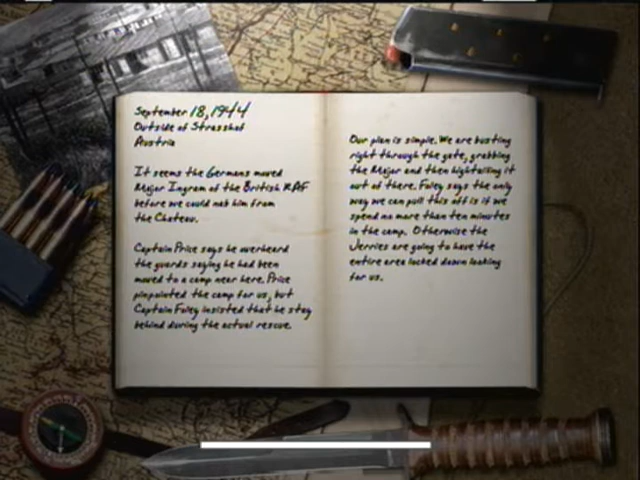 September 18, 1944
Outside of Strasshof
Austria
It seems the Germans moved
Major Ingram of the British RAF
before we could nab him from
the Chateau.
Captain Price says he overheard
the guards saying he had been
moved to a camp near here. Price
pinpointed the camp for us, but
Captain Foley insisted that he stay
behind during the actual rescue.
Our plan is simple. We are busting
right through the gate, grabbing
the Major and then hightailing it
out of there. Foley says the only
way we can pull this off is if we
spend no more than ten minutes
in the camp. Otherwise the
Jerries are going to have the
entire area locked down looking
for us.